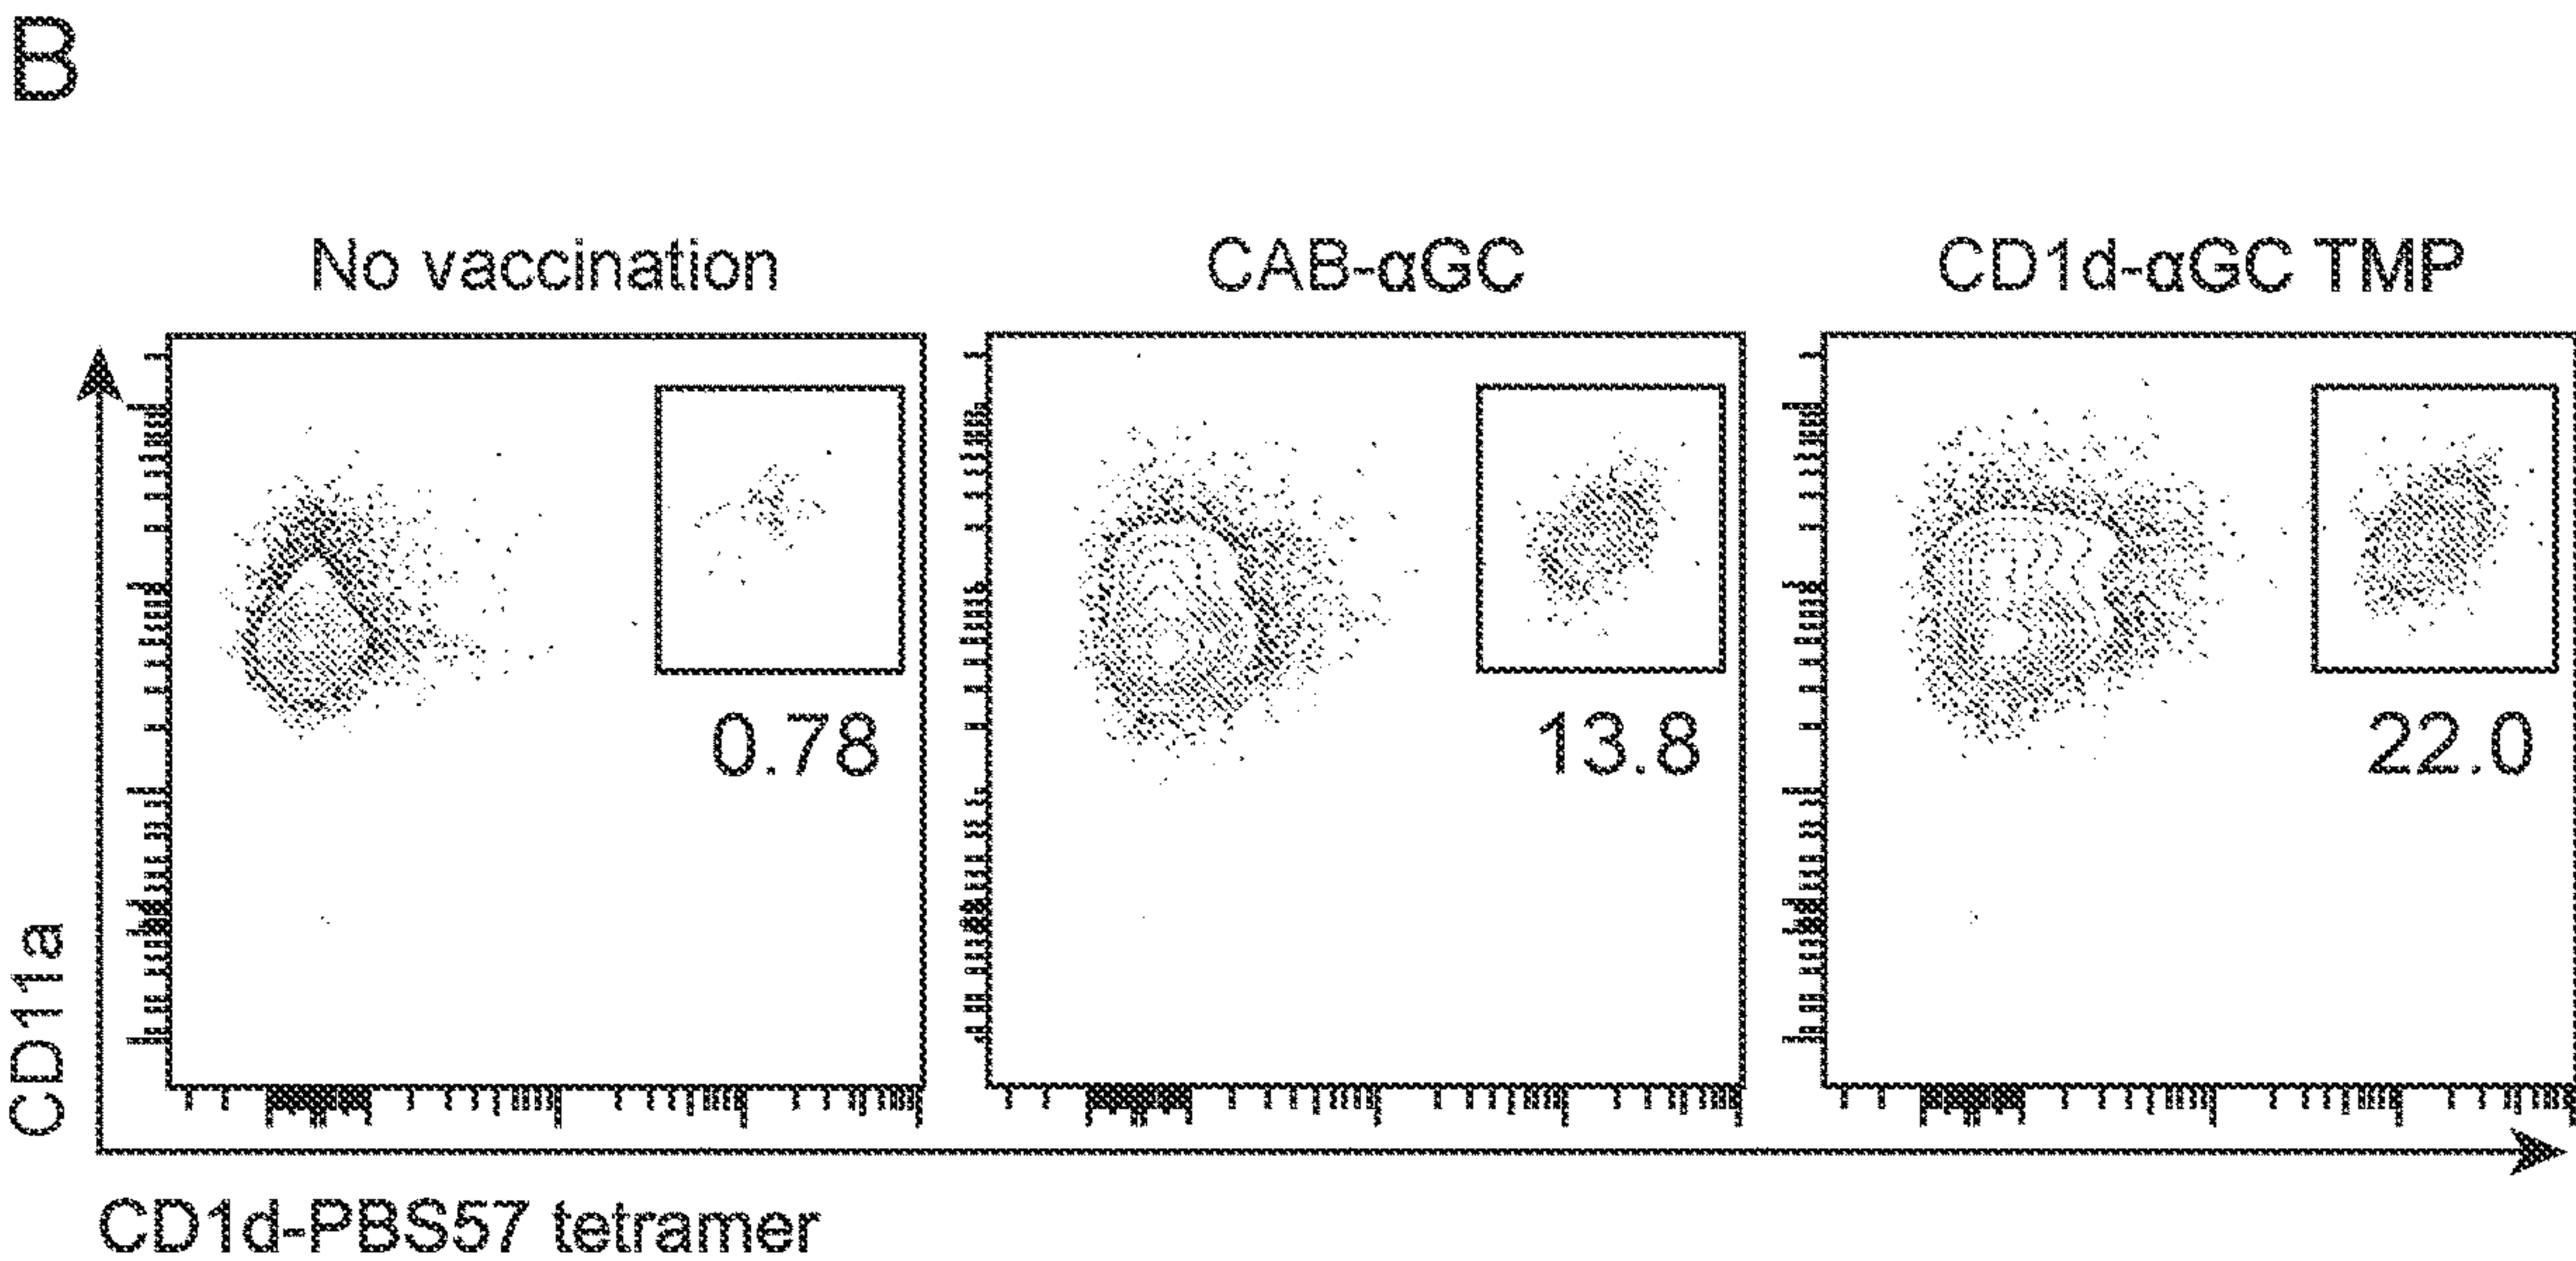 B
No vaccination
CAB-αGC
CD1d-αGC TMP
0.78
13.8
22.0
CD11a
CD1d-PBS57 tetramer